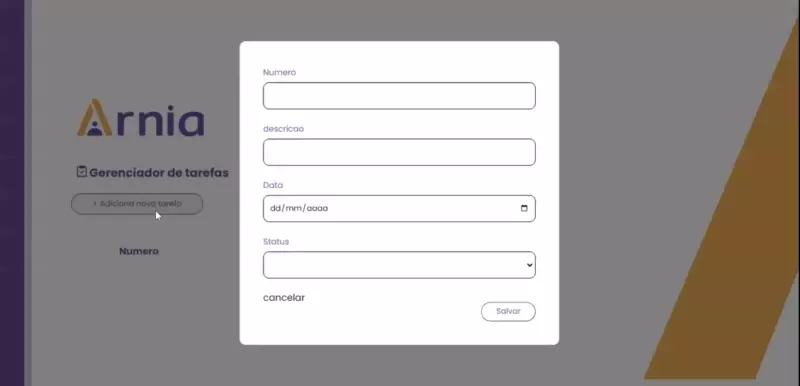 Arnia
Gerenciador de tarefas
+ Adiciona nova tarefa
Numero
Numero
descricao
Data
dd/mm/aaaa
Status
cancelar
Salvar